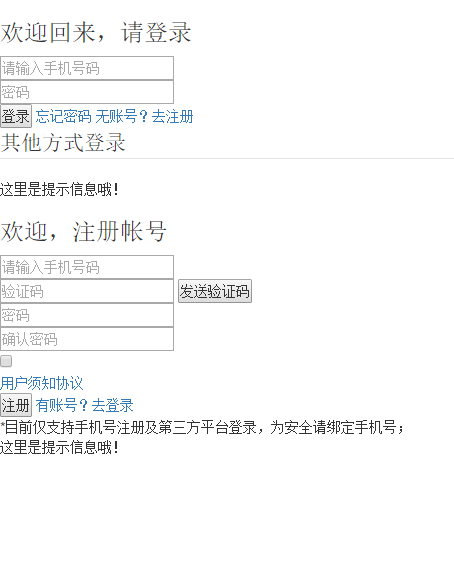 欢迎回来，请登录
请输入手机号码
密码
登录 忘记密码 无账号？去注册
其他方式登录
这里是提示信息哦！
欢迎，注册帐号
请输入手机号码
验证码 发送验证码
密码
确认密码
用户须知协议
注册 有账号？去登录
*目前仅支持手机号注册及第三方平台登录，为安全请绑定手机号；
这里是提示信息哦！